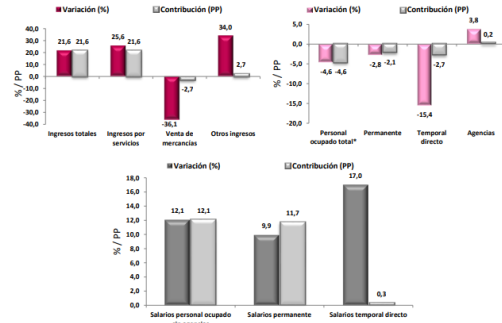 Variación (%) Contribución (PP)
% / PP
40,0
30,0
20,0
10,0
0,0
-10,0
-20,0
-30,0
-40,0
21,6 21,6
25,6
21,6
-36,1
-2,7
34,0
2,7
Ingresos totales
Ingresos por servicios
Venta de mercancías
Otros ingresos
Variación (%) Contribución (PP)
% / PP
5,0
0,0
-5,0
-10,0
-15,0
-20,0
-4,6 -4,6
-2,8 -2,1
-15,4
-2,7
3,8
0,2
Personal ocupado total*
Permanente
Temporal directo
Agencias
Variación (%) Contribución (PP)
% / PP
18,0
16,0
14,0
12,0
10,0
8,0
6,0
4,0
2,0
0,0
12,1 12,1
9,9
11,7
17,0
0,3
Salarios personal ocupado
Salarios permanente
Salarios temporal directo